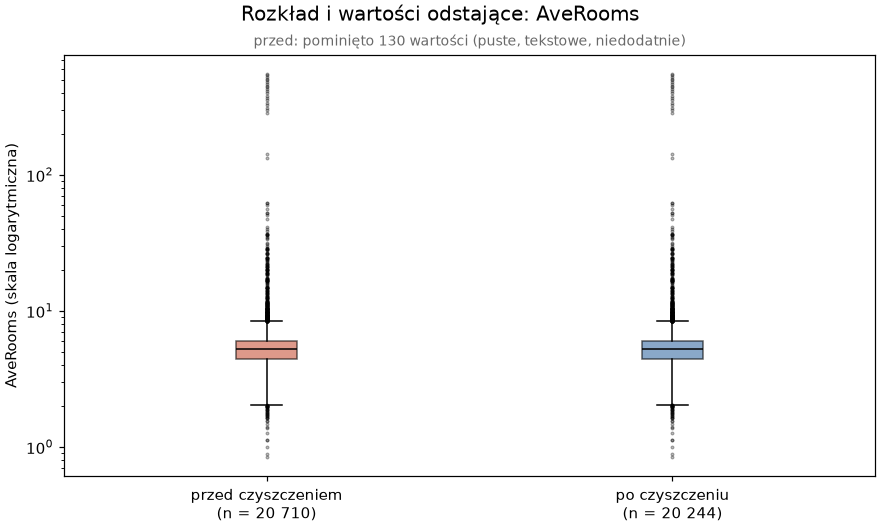 Rozkład i wartości odstające: AveRooms
przed: pominięto 130 wartości (puste, tekstowe, niedodatnie)
AveRooms (skala logarytmiczna)
10²
10¹
10⁰
przed czyszczeniem
(n = 20 710)
po czyszczeniu
(n = 20 244)